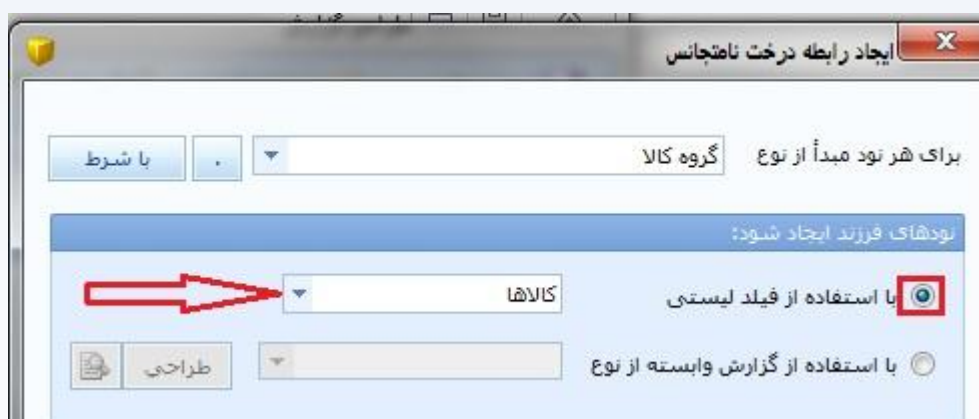 ایجاد رابطه درخت نامتجانس
برای هر نود مبدأ از نوع گروه کالا . با شرط
نودهای فرزند ایجاد شود:
با استفاده از فیلد لیستی کالاها
با استفاده از گزارش وابسته از نوع طراحی